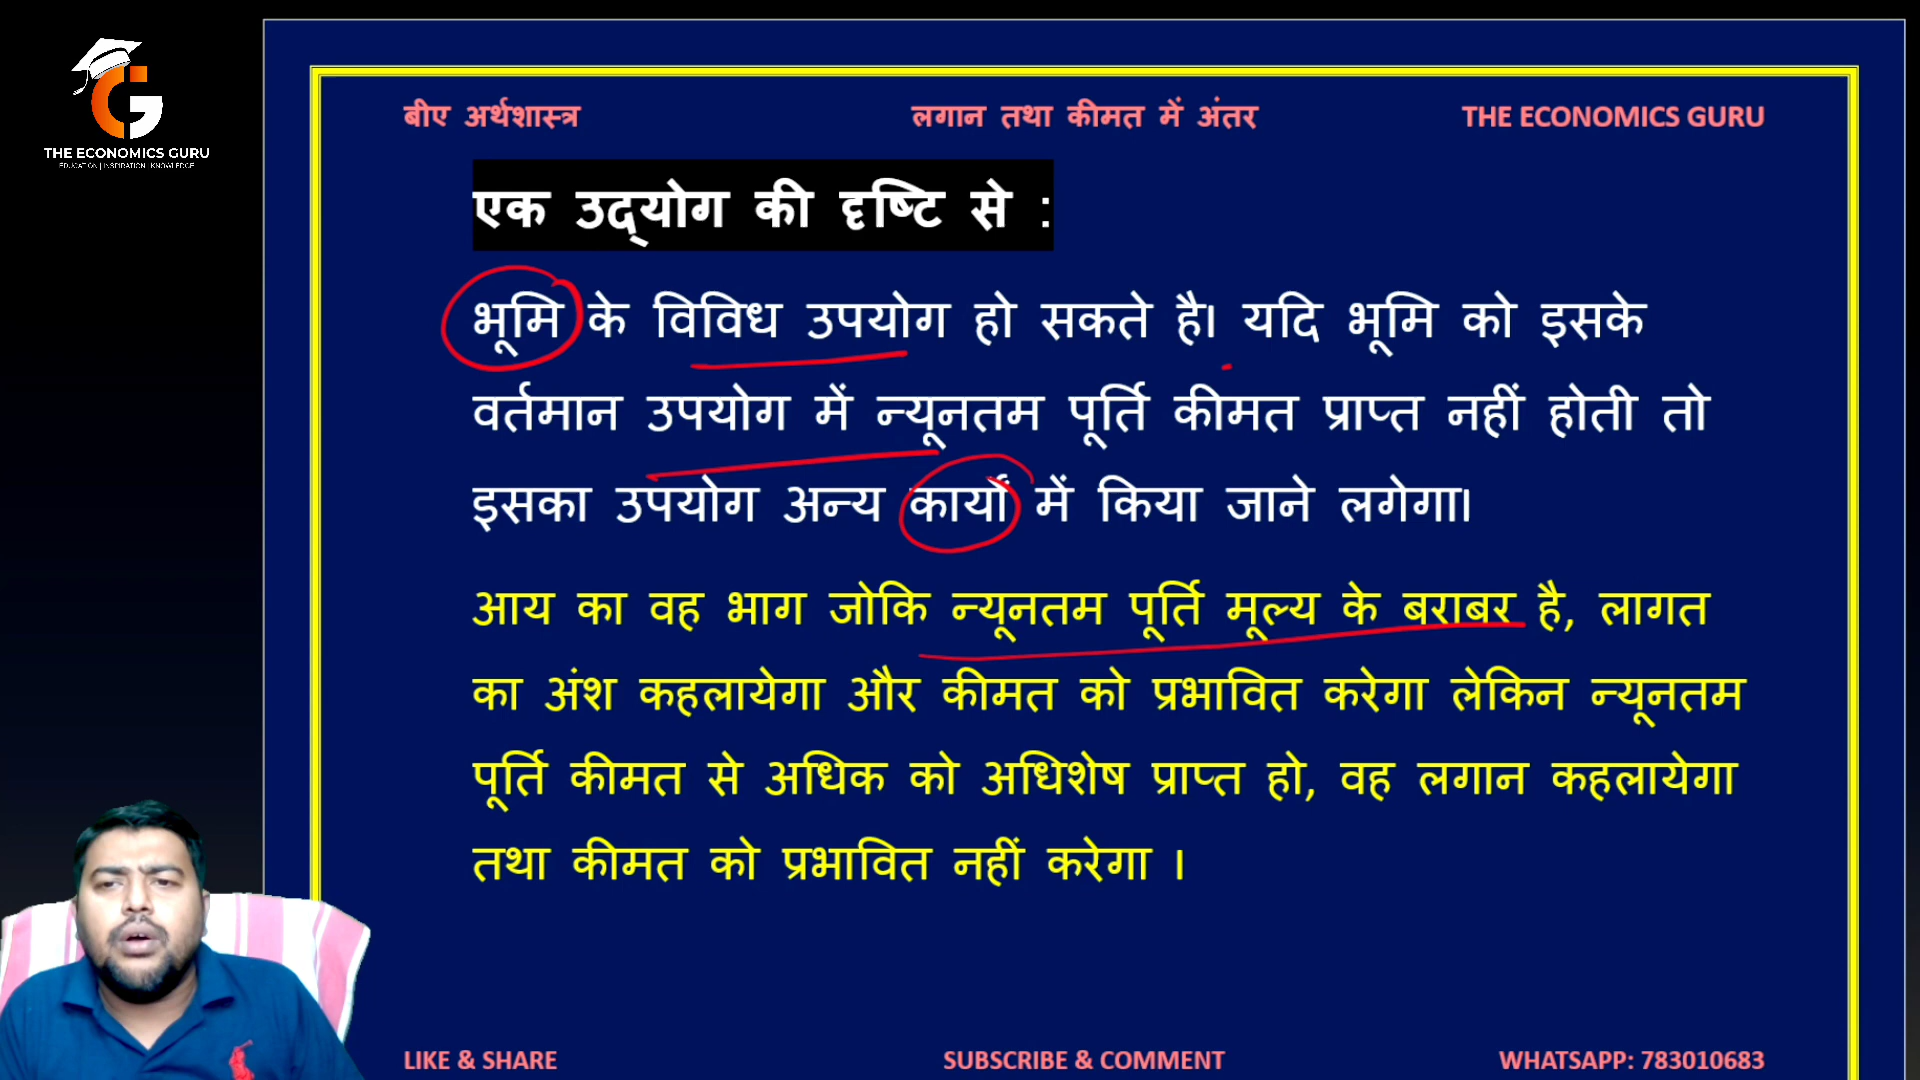 THE ECONOMICS GURU
EDUCATION | INSPIRATION | KNOWLEDGE
बीए अर्थशास्त्र
लगान तथा कीमत में अंतर
THE ECONOMICS GURU
एक उद्‌योग की दृष्टि से :
भूमि के विविध उपयोग हो सकते है। यदि भूमि को इसके
वर्तमान उपयोग में न्यूनतम पूर्ति कीमत प्राप्त नहीं होती तो
इसका उपयोग अन्य कार्यों में किया जाने लगेगा।
आय का वह भाग जोकि न्यूनतम पूर्ति मूल्य के बराबर है, लागत
का अंश कहलायेगा और कीमत को प्रभावित करेगा लेकिन न्यूनतम
पूर्ति कीमत से अधिक को अधिशेष प्राप्त हो, वह लगान कहलायेगा
तथा कीमत को प्रभावित नहीं करेगा ।
LIKE & SHARE
SUBSCRIBE & COMMENT
WHATSAPP: 783010683